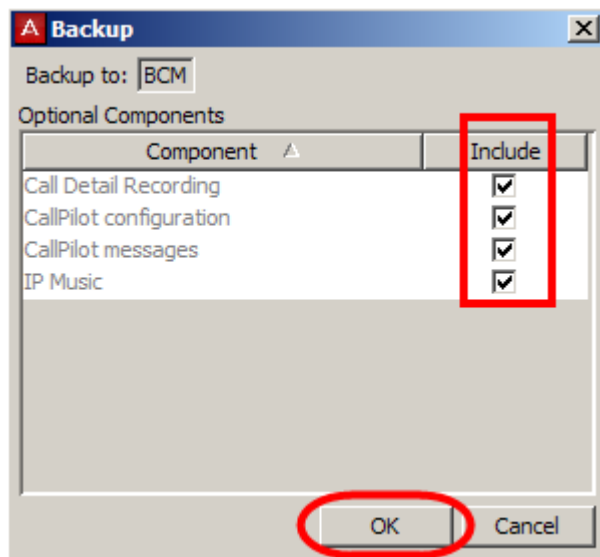 Backup
Backup to: BCM
Optional Components
Component Include
Call Detail Recording
CallPilot configuration
CallPilot messages
IP Music
OK Cancel